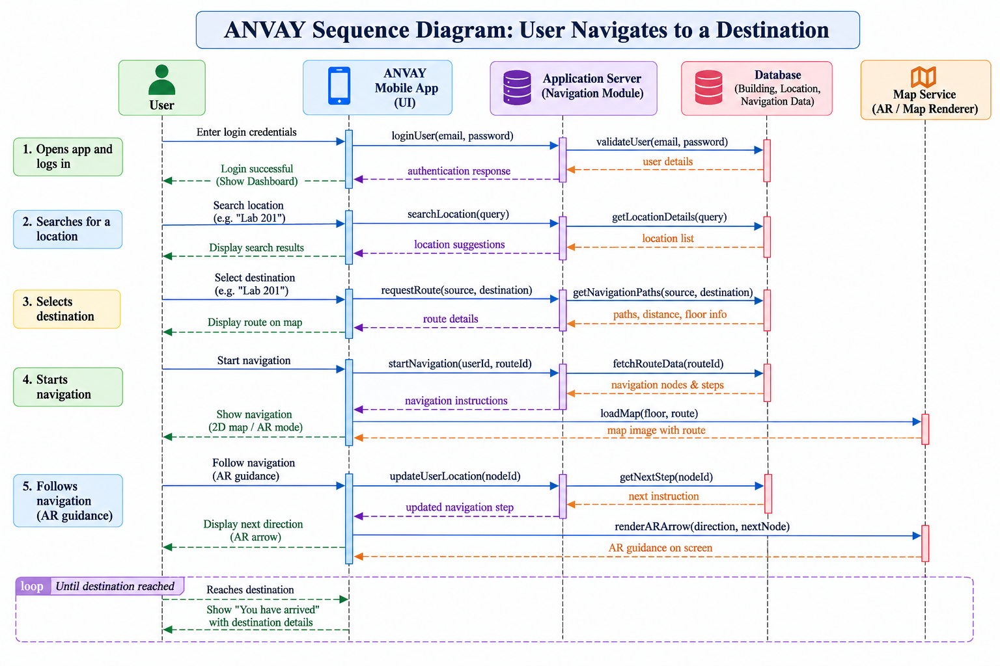 ANVAY Sequence Diagram: User Navigates to a Destination
User
ANVAY
Mobile App
(UI)
Application Server
(Navigation Module)
Database
(Building, Location,
Navigation Data)
Map Service
(AR / Map Renderer)
1. Opens app and
logs in
Enter login credentials
loginUser(email, password)
validateUser(email, password)
user details
authentication response
Login successful
(Show Dashboard)
2. Searches for a
location
Search location
(e.g. "Lab 201")
searchLocation(query)
getLocationDetails(query)
location list
location suggestions
Display search results
3. Selects
destination
Select destination
(e.g. "Lab 201")
requestRoute(source, destination)
getNavigationPaths(source, destination)
paths, distance, floor info
route details
Display route on map
4. Starts
navigation
Start navigation
startNavigation(userId, routeId)
fetchRouteData(routeId)
navigation nodes & steps
navigation instructions
loadMap(floor, route)
map image with route
Show navigation
(2D map / AR mode)
5. Follows
navigation
(AR guidance)
Follow navigation
(AR guidance)
updateUserLocation(nodeId)
getNextStep(nodeId)
next instruction
updated navigation step
renderARArrow(direction, nextNode)
AR guidance on screen
Display next direction
(AR arrow)
loop Until destination reached
Reaches destination
Show "You have arrived"
with destination details